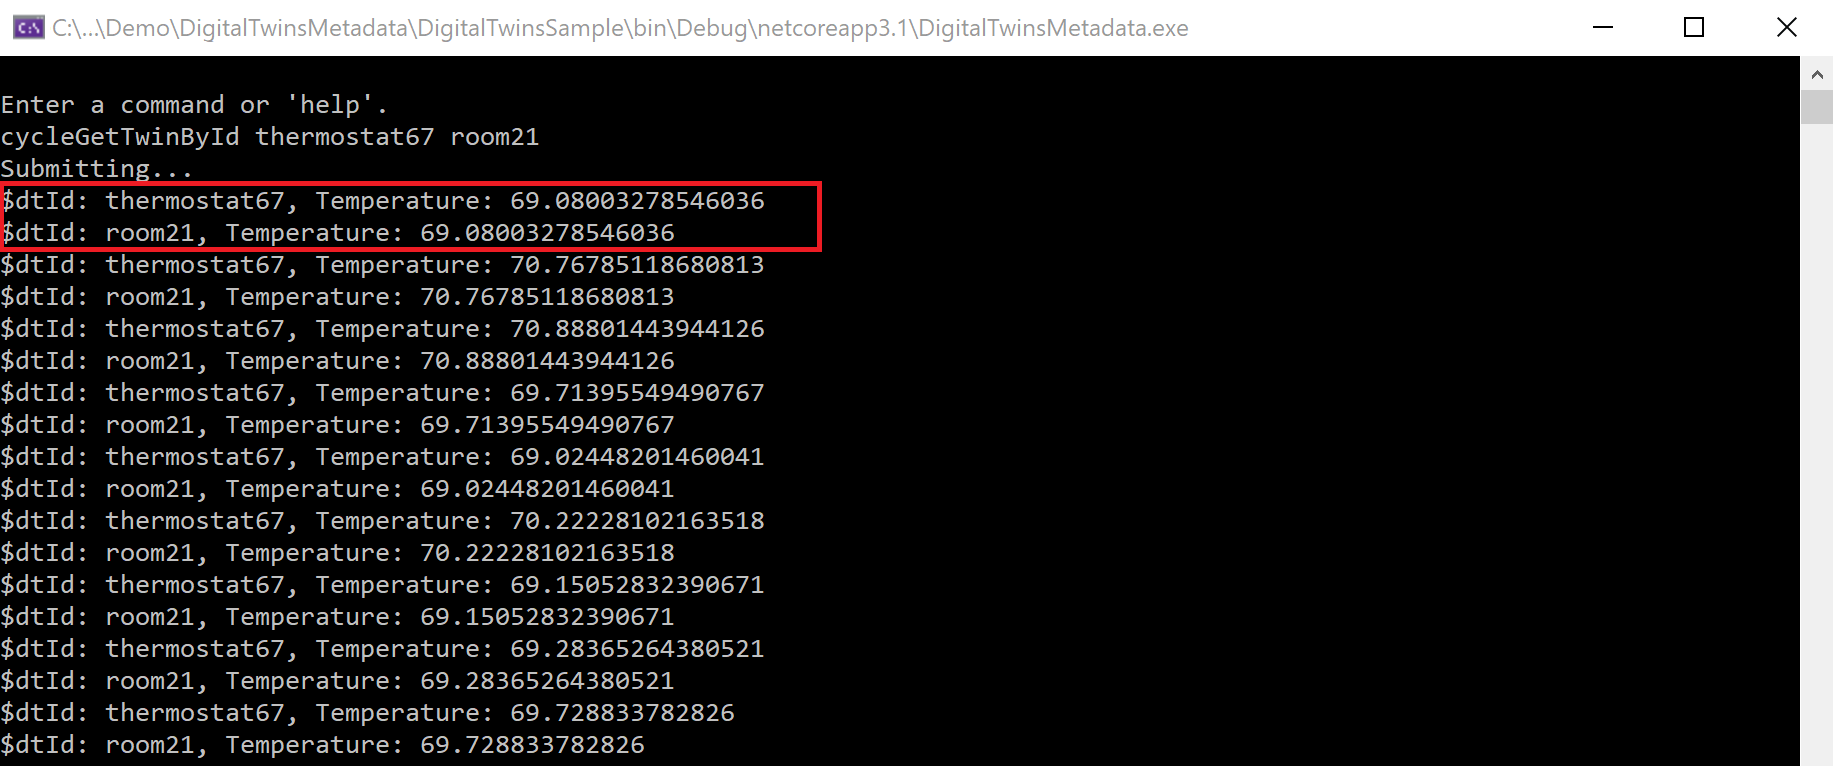 C:\...\Demo\DigitalTwinsMetadata\DigitalTwinsSample\bin\Debug\netcoreapp3.1\DigitalTwinsMetadata.exe
Enter a command or 'help'.
cycleGetTwinById thermostat67 room21
Submitting...
$dtId: thermostat67, Temperature: 69.08003278546036
$dtId: room21, Temperature: 69.08003278546036
$dtId: thermostat67, Temperature: 70.76785118680813
$dtId: room21, Temperature: 70.76785118680813
$dtId: thermostat67, Temperature: 70.88801443944126
$dtId: room21, Temperature: 70.88801443944126
$dtId: thermostat67, Temperature: 69.71395549490767
$dtId: room21, Temperature: 69.71395549490767
$dtId: thermostat67, Temperature: 69.02448201460041
$dtId: room21, Temperature: 69.02448201460041
$dtId: thermostat67, Temperature: 70.22228102163518
$dtId: room21, Temperature: 70.22228102163518
$dtId: thermostat67, Temperature: 69.15052832390671
$dtId: room21, Temperature: 69.15052832390671
$dtId: thermostat67, Temperature: 69.28365264380521
$dtId: room21, Temperature: 69.28365264380521
$dtId: thermostat67, Temperature: 69.728833782826
$dtId: room21, Temperature: 69.728833782826